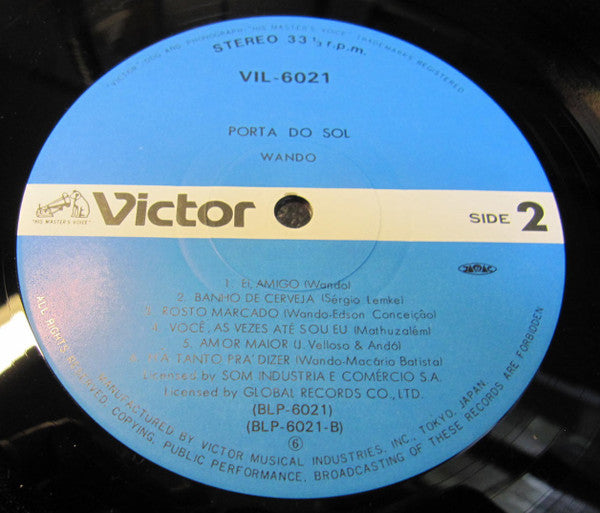 "VICTOR," DOG AND PHONOGRAPH, "HIS MASTER'S VOICE" TRADEMARKS REGISTERED
STEREO 33 1/3 r.p.m.
VIL-6021
PORTA DO SOL
WANDO
"HIS MASTER'S VOICE"
Victor
SIDE 2
1. EI, AMIGO (Wando)
2. BANHO DE CERVEJA (Sérgio Lemke)
3. ROSTO MARCADO (Wando-Edson Conceição)
4. VOCÊ, AS VEZES ATÉ SOU EU (Mathuzalém)
5. AMOR MAIOR (J. Velloso & Andó)
TANTO PRA' DIZER (Wando-Macário Batista)
Licensed by SOM INDUSTRIA E COMÉRCIO S.A.
Licensed by GLOBAL RECORDS CO., LTD.
(BLP-6021)
(BLP-6021-B)
⑥
MANUFACTURED BY VICTOR MUSICAL INDUSTRIES, INC., TOKYO, JAPAN.
ALL RIGHTS RESERVED. COPYING, PUBLIC PERFORMANCE, BROADCASTING OF THESE RECORDS ARE FORBIDDEN